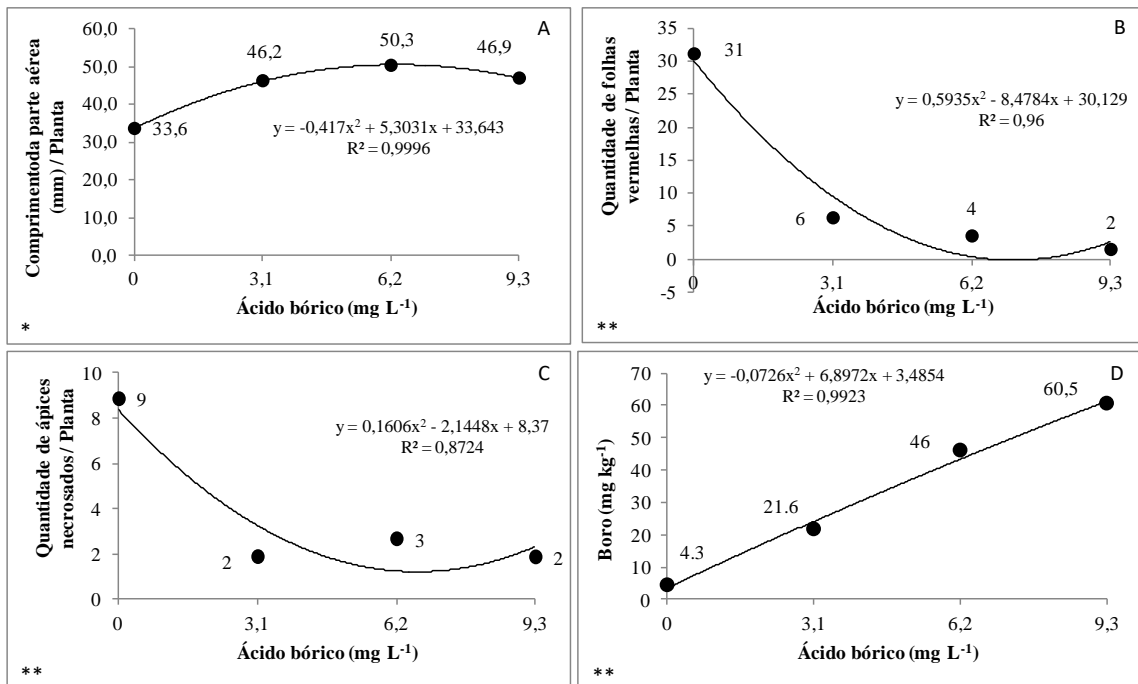 A
Comprimentoda parte aérea
(mm) / Planta
60,0
50,0
40,0
30,0
20,0
10,0
0,0
33,6
46,2
50,3
46,9
y = -0,417x² + 5,3031x + 33,643
R² = 0,9996
0 3,1 6,2 9,3
Ácido bórico (mg L⁻¹)
*
B
Quantidade de folhas
vermelhas / Planta
35
30
25
20
15
10
5
0
-5
31
6
4
2
y = 0,5935x² - 8,4784x + 30,129
R² = 0,96
0 3,1 6,2 9,3
Ácido bórico (mg L⁻¹)
**
C
Quantidade de ápices
necrosados / Planta
10
8
6
4
2
0
9
2
3
2
y = 0,1606x² - 2,1448x + 8,37
R² = 0,8724
0 3,1 6,2 9,3
Ácido bórico (mg L⁻¹)
**
D
Boro (mg kg⁻¹)
70
60
50
40
30
20
10
0
y = -0,0726x² + 6,8972x + 3,4854
R² = 0,9923
4.3
21.6
46
60,5
0 3,1 6,2 9,3
Ácido bórico (mg L⁻¹)
**